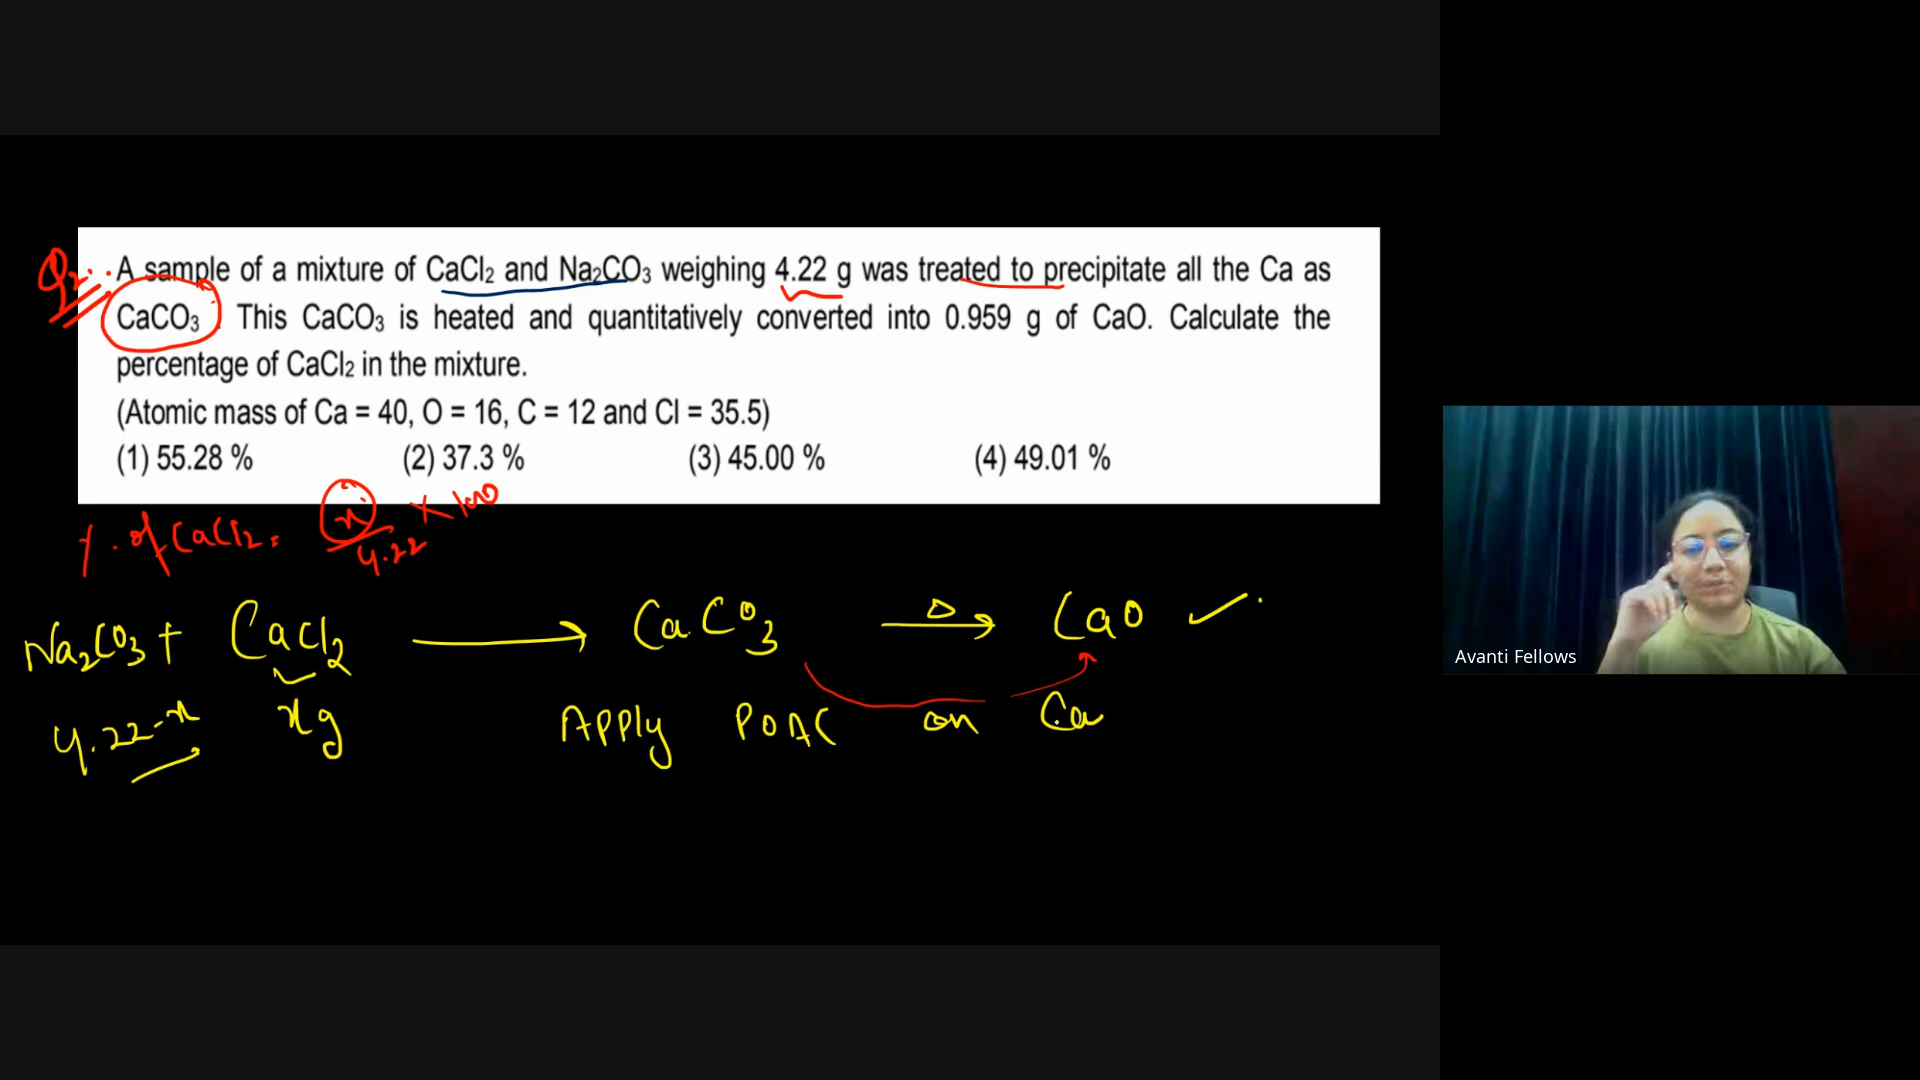 Q2:
A sample of a mixture of CaCl2 and Na2CO3 weighing 4.22 g was treated to precipitate all the Ca as
CaCO3. This CaCO3 is heated and quantitatively converted into 0.959 g of CaO. Calculate the
percentage of CaCl2 in the mixture.
(Atomic mass of Ca = 40, O = 16, C = 12 and Cl = 35.5)
(1) 55.28 % (2) 37.3 % (3) 45.00 % (4) 49.01 %
%. of CaCl2 = x/4.22 × 100
Na2CO3 + CaCl2 → CaCO3 Δ→ CaO ✓
4.22-x xg Apply POAC on Ca
Avanti Fellows